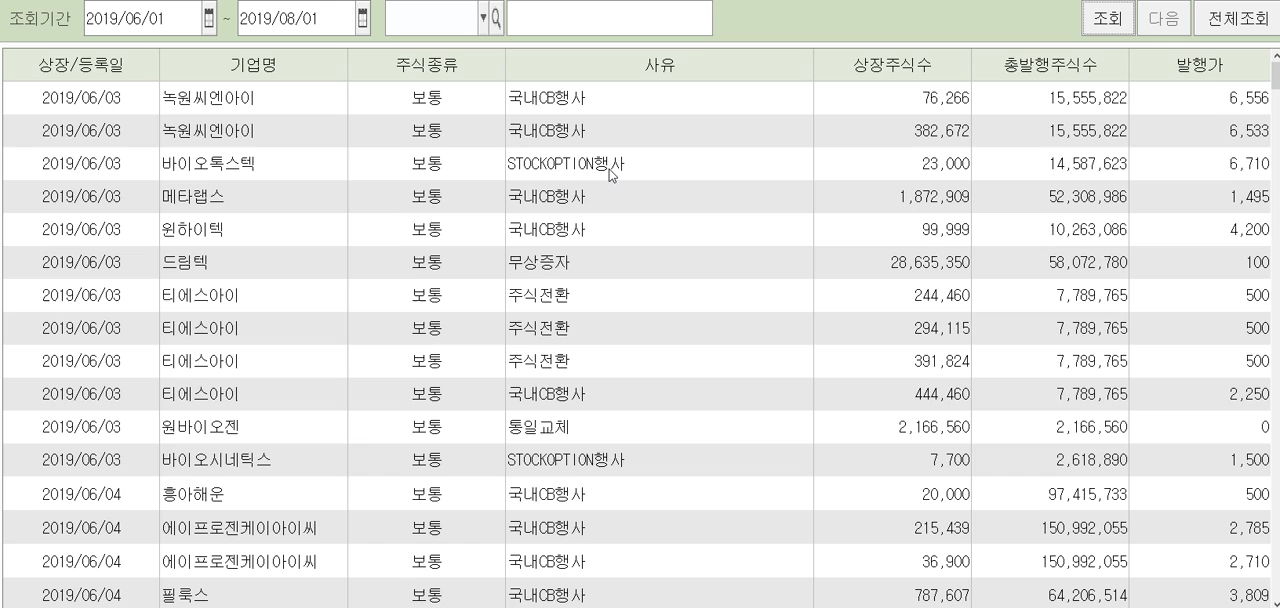 조회기간 2019/06/01 ~ 2019/08/01 조회 다음 전체조회
상장/등록일 기업명 주식종류 사유 상장주식수 총발행주식수 발행가
2019/06/03 녹원씨엔아이 보통 국내CB행사 76,266 15,555,822 6,556
2019/06/03 녹원씨엔아이 보통 국내CB행사 382,672 15,555,822 6,533
2019/06/03 바이오톡스텍 보통 STOCKOPTION행사 23,000 14,587,623 6,710
2019/06/03 메타랩스 보통 국내CB행사 1,872,909 52,308,986 1,495
2019/06/03 윈하이텍 보통 국내CB행사 99,999 10,263,086 4,200
2019/06/03 드림텍 보통 무상증자 28,635,350 58,072,780 100
2019/06/03 티에스아이 보통 주식전환 244,460 7,789,765 500
2019/06/03 티에스아이 보통 주식전환 294,115 7,789,765 500
2019/06/03 티에스아이 보통 주식전환 391,824 7,789,765 500
2019/06/03 티에스아이 보통 국내CB행사 444,460 7,789,765 2,250
2019/06/03 원바이오젠 보통 통일교체 2,166,560 2,166,560 0
2019/06/03 바이오시네틱스 보통 STOCKOPTION행사 7,700 2,618,890 1,500
2019/06/04 흥아해운 보통 국내CB행사 20,000 97,415,733 500
2019/06/04 에이프로젠케이아이씨 보통 국내CB행사 215,439 150,992,055 2,785
2019/06/04 에이프로젠케이아이씨 보통 국내CB행사 36,900 150,992,055 2,710
2019/06/04 필룩스 보통 국내CB행사 787,607 64,206,514 3,809